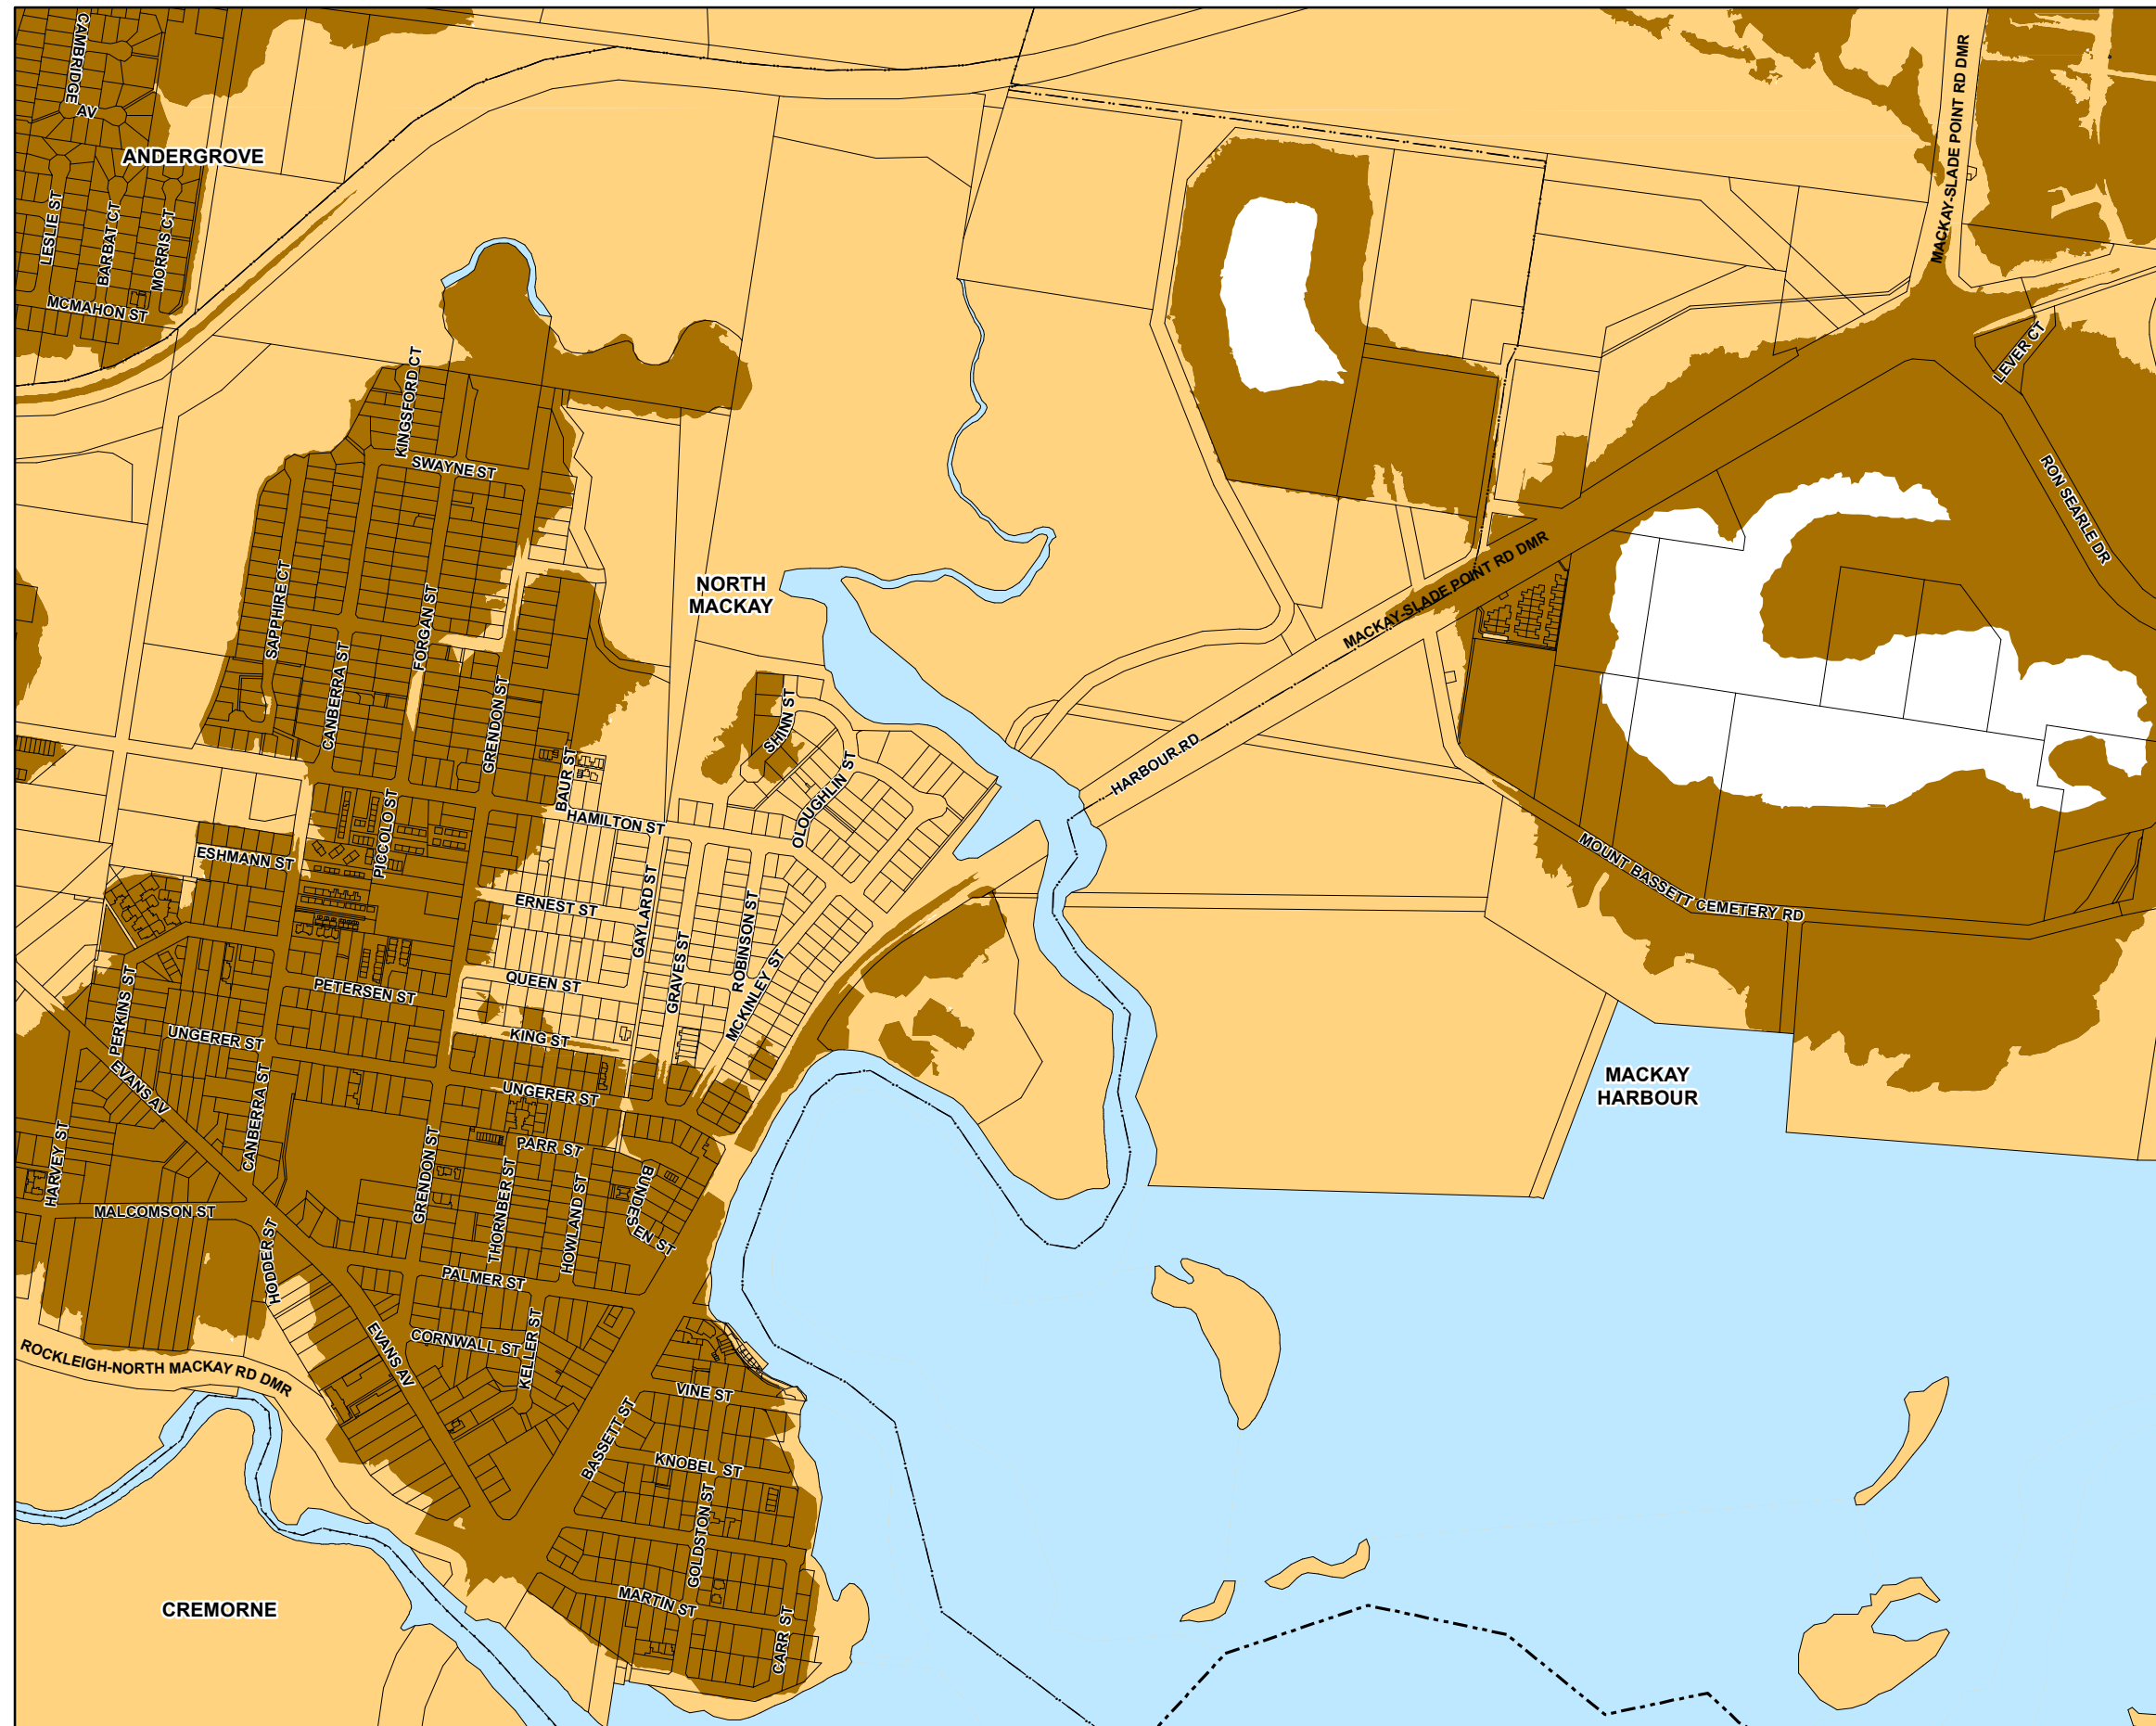 CAMBRIDGE
AV
ANDERGROVE
MACKAY-SLADE POINT RD DMR
LESLIE ST
BARBAT CT
MORRIS CT
MCMAHON ST
LEVER CT
KINGSFORD CT
SWAYNE ST
RON SEARLE DR
NORTH
MACKAY
MACKAY-SLADE POINT RD DMR
SAPPHIRE CT
FORGAN ST
CANBERRA ST
GRENDON ST
SHINN ST
BAUR ST
OLOUGHLIN ST
HARBOUR RD
PICCOLO ST
HAMILTON ST
ESHMANN ST
MOUNT BASSETT CEMETERY RD
ERNEST ST
GAYLARD ST
ROBINSON ST
GRAVES ST
MCKINLEY ST
QUEEN ST
PETERSEN ST
PERKINS ST
UNGERER ST
KING ST
EVANS AV
UNGERER ST
MACKAY
HARBOUR
CANBERRA ST
HARVEY ST
PARR ST
GRENDON ST
THORNBER ST
HOWLAND ST
BUNDESEN ST
MALCOMSON ST
HODDER ST
PALMER ST
CORNWALL ST
KELLER ST
EVANS AV
ROCKLEIGH-NORTH MACKAY RD DMR
VINE ST
BASSETT ST
KNOBEL ST
GOLDSTON ST
MARTIN ST
CARR ST
CREMORNE